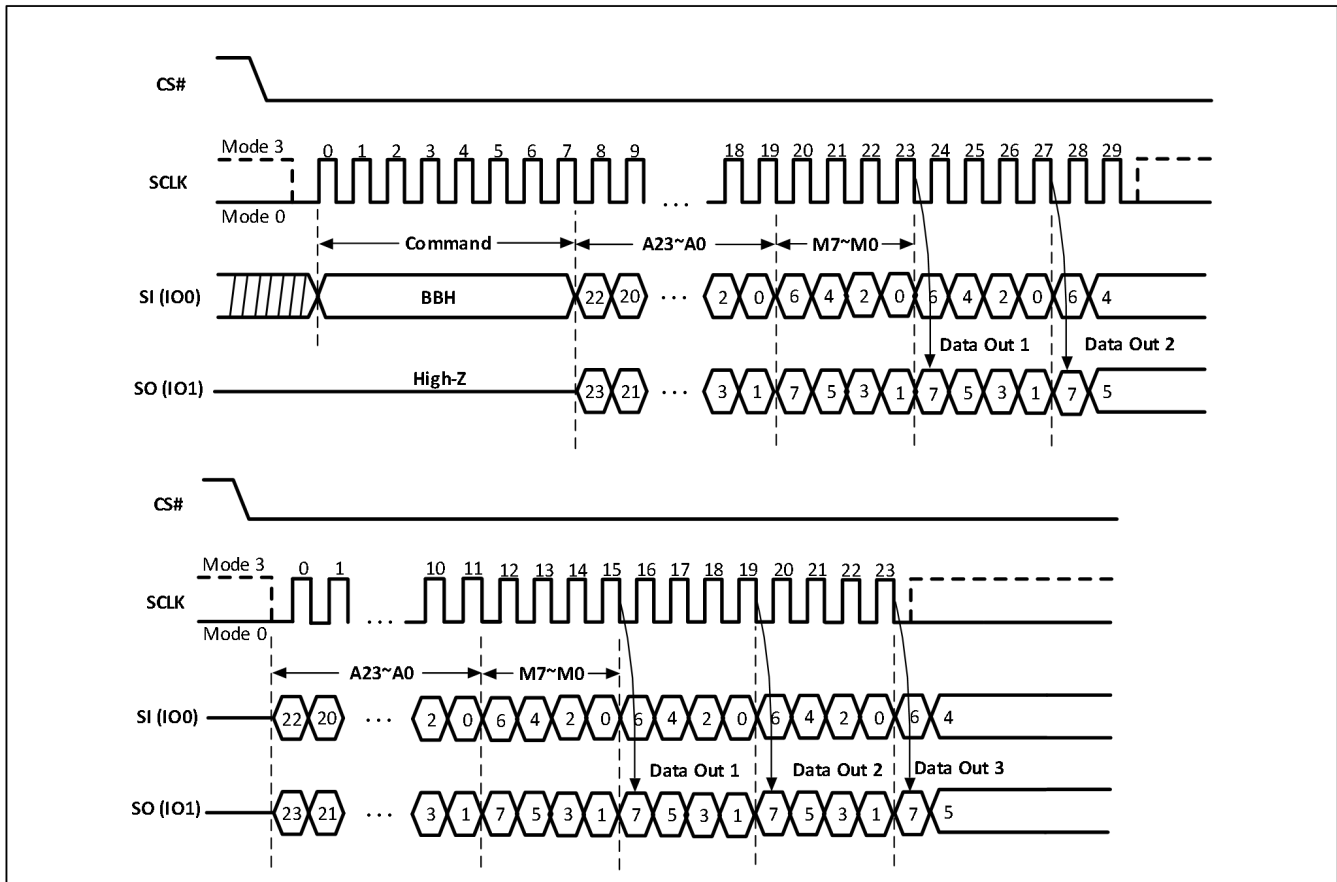 CS#
Mode 3
0 1 2 3 4 5 6 7 8 9 18 19 20 21 22 23 24 25 26 27 28 29
SCLK
...
Mode 0
Command A23~A0 M7~M0
SI (IO0) BBH 22 20 ... 2 0 6 4 2 0 6 4 2 0 6 4
Data Out 1 Data Out 2
SO (IO1) High-Z 23 21 ... 3 1 7 5 3 1 7 5 3 1 7 5
CS#
Mode 3
0 1 10 11 12 13 14 15 16 17 18 19 20 21 22 23
SCLK
...
Mode 0
A23~A0 M7~M0
SI (IO0) 22 20 ... 2 0 6 4 2 0 6 4 2 0 6 4 2 0 6 4
Data Out 1 Data Out 2 Data Out 3
SO (IO1) 23 21 ... 3 1 7 5 3 1 7 5 3 1 7 5 3 1 7 5